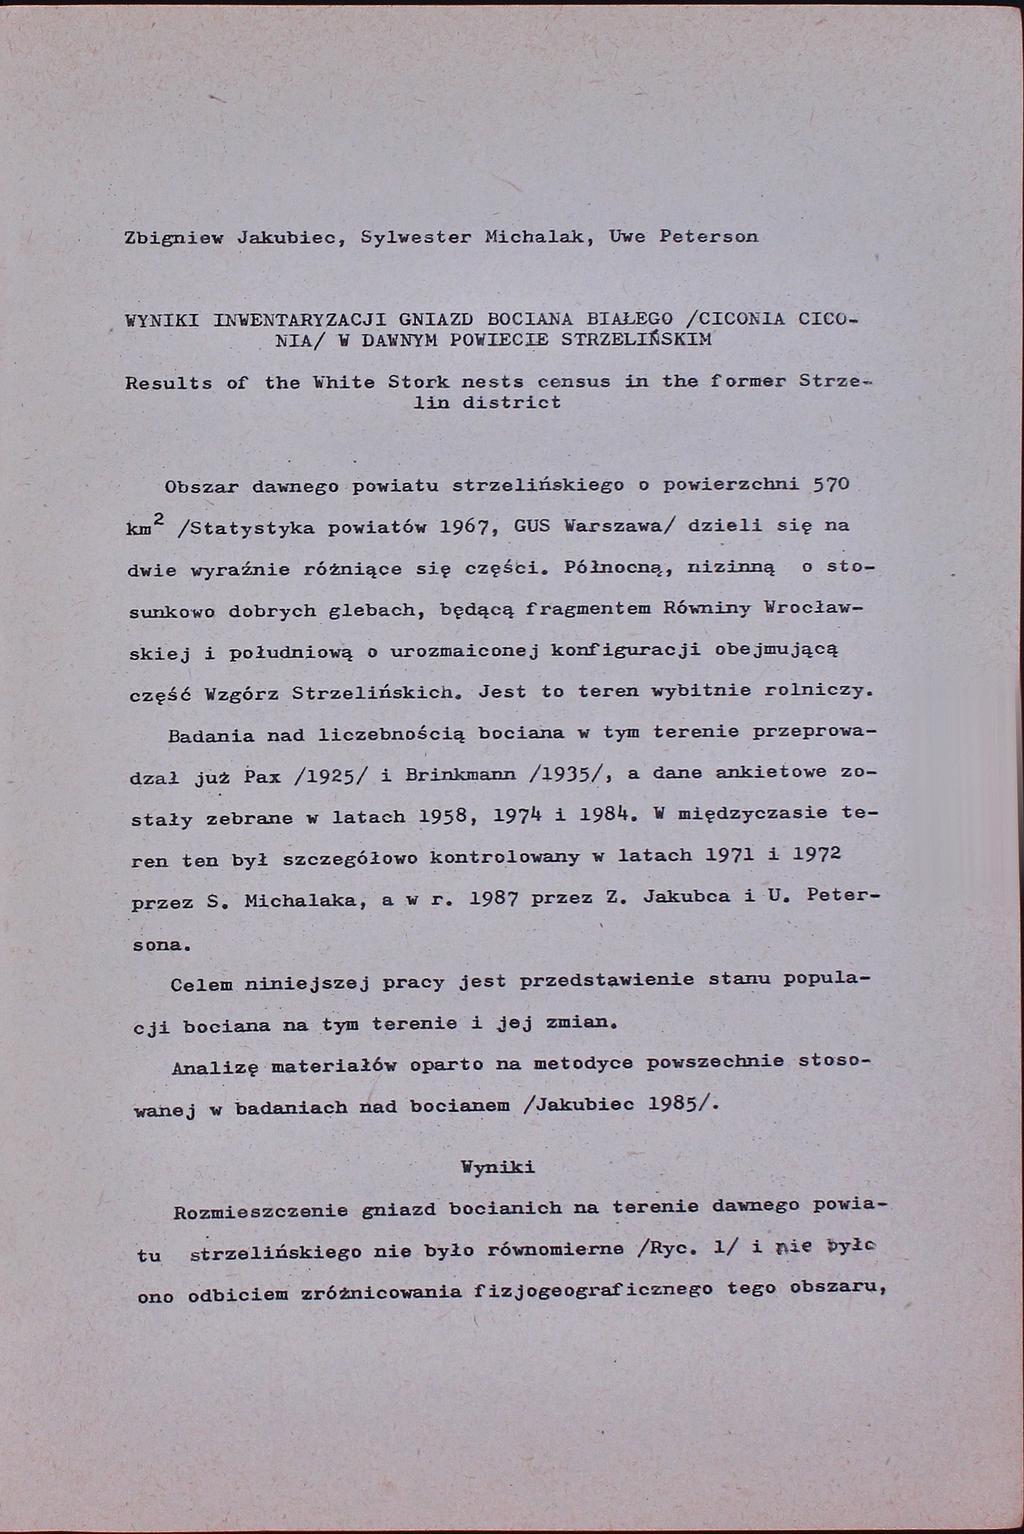 Zbigniew Jakubiec, Sylwester Michalak, Uwe Peterson
WYNIKI INWENTARYZACJI GNIAZD BOCIANA BIAŁEGO /CICONIA CICO-
NIA/ W DAWNYM POWIECIE STRZELIŃSKIM
Results of the White Stork nests census in the former Strze-
lin district
Obszar dawnego powiatu strzelińskiego o powierzchni 570
km² /Statystyka powiatów 1967, GUS Warszawa/ dzieli się na
dwie wyraźnie różniące się części. Północną, nizinną o sto-
sunkowo dobrych glebach, będącą fragmentem Równiny Wrocław-
skiej i południową o urozmaiconej konfiguracji obejmującą
część Wzgórz Strzelińskich. Jest to teren wybitnie rolniczy.
Badania nad liczebnością bociana w tym terenie przeprowa-
dzał już Pax /1925/ i Brinkmann /1935/, a dane ankietowe zo-
stały zebrane w latach 1958, 1974 i 1984. W międzyczasie te-
ren ten był szczegółowo kontrolowany w latach 1971 i 1972
przez S. Michalaka, a w r. 1987 przez Z. Jakubca i U. Peter-
sona.
Celem niniejszej pracy jest przedstawienie stanu popula-
cji bociana na tym terenie i jej zmian.
Analizę materiałów oparto na metodyce powszechnie stoso-
wanej w badaniach nad bocianem /Jakubiec 1985/.
Wyniki
Rozmieszczenie gniazd bocianich na terenie dawnego powia-
tu strzelińskiego nie było równomierne /Ryc. 1/ i nie było
ono odbiciem zróżnicowania fizjogeograficznego tego obszaru,